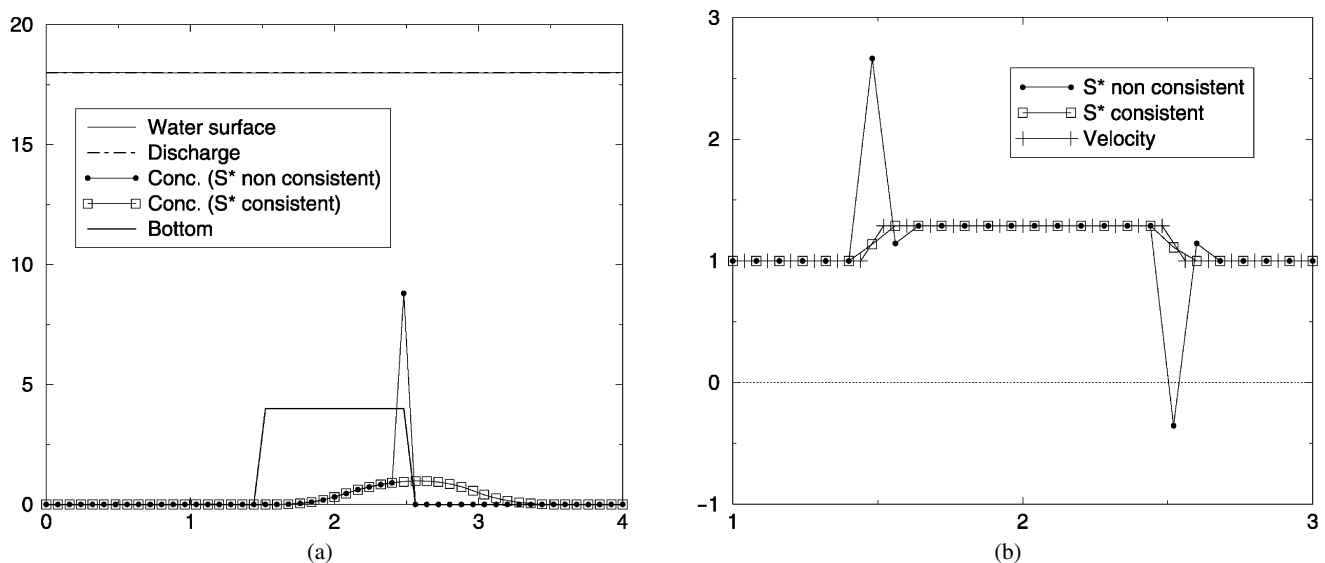 20
15
10
5
0
Water surface
Discharge
Conc. (S* non consistent)
Conc. (S* consistent)
Bottom
0 1 2 3 4
(a)
3
2
1
0
−1
S* non consistent
S* consistent
Velocity
1 2 3
(b)